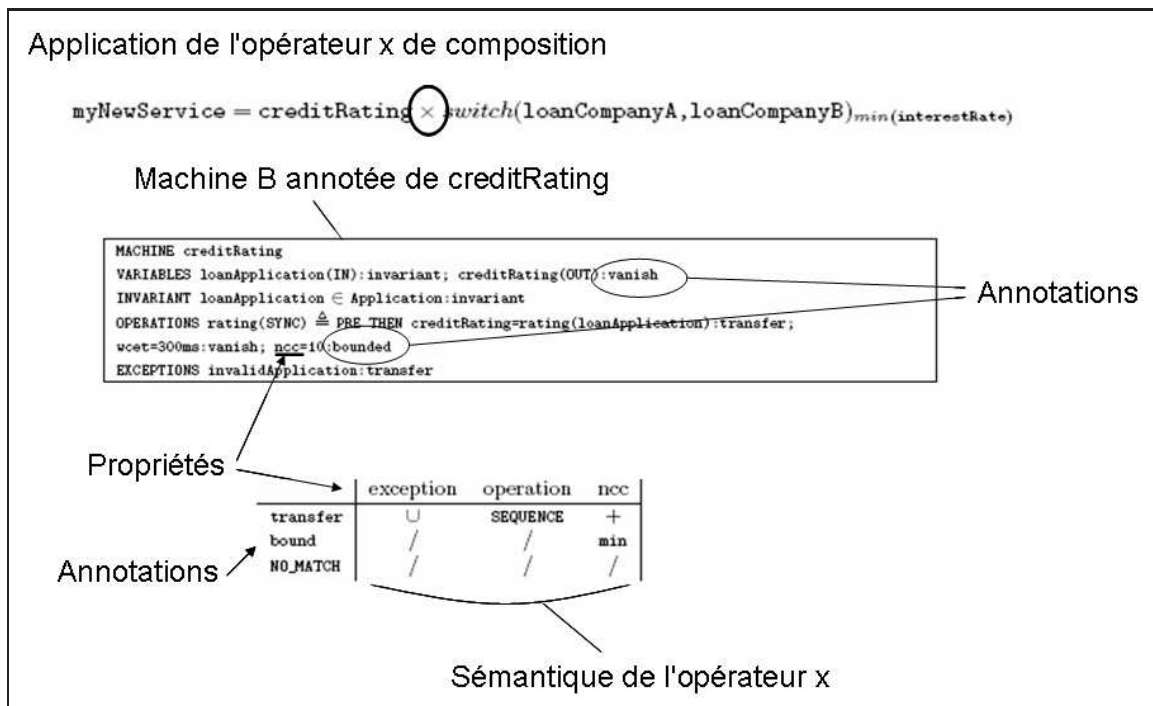 Application de l'opérateur x de composition
myNewService = creditRating × switch(loanCompanyA,loanCompanyB)min(interestRate)
Machine B annotée de creditRating
MACHINE creditRating
VARIABLES loanApplication(IN):invariant; creditRating(OUT):vanish
INVARIANT loanApplication ∈ Application:invariant
OPERATIONS rating(SYNC) ≜ PRE THEN creditRating=rating(loanApplication):transfer;
wcet=300ms:vanish; ncc=10:bounded
EXCEPTIONS invalidApplication:transfer
Annotations
Propriétés
exception operation ncc
transfer ∪ SEQUENCE +
bound / / min
NO_MATCH / / /
Annotations
Sémantique de l'opérateur x